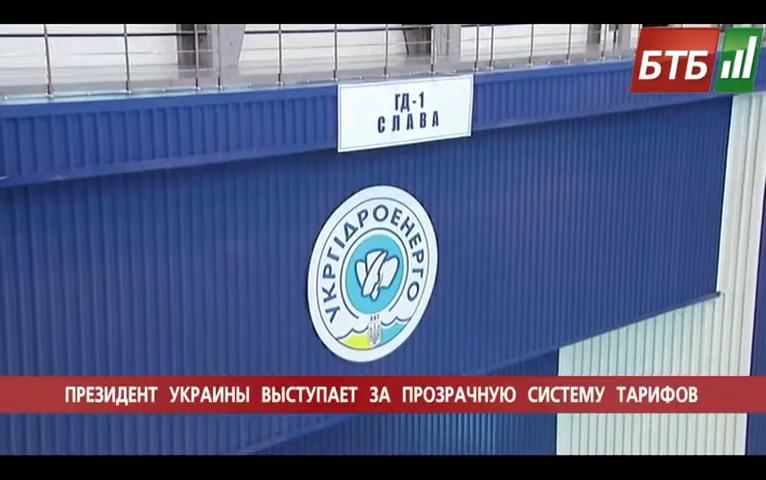 БТБ
ГД-1
СЛАВА
УКРГІДРОЕНЕРГО
ПРЕЗИДЕНТ УКРАИНЫ ВЫСТУПАЕТ ЗА ПРОЗРАЧНУЮ СИСТЕМУ ТАРИФОВ